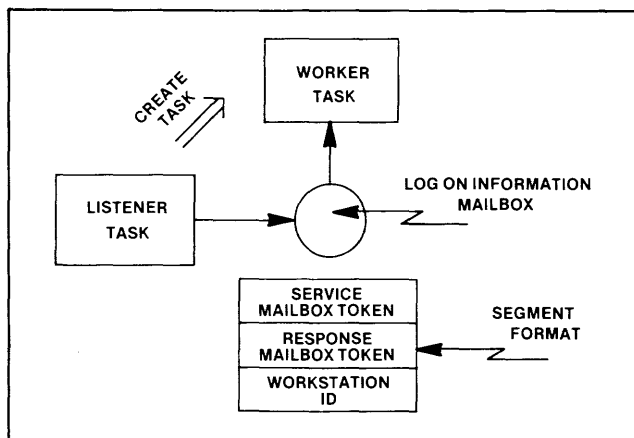 WORKER
TASK
CREATE
TASK
LISTENER
TASK
LOG ON INFORMATION
MAILBOX
SERVICE
MAILBOX TOKEN
RESPONSE
MAILBOX TOKEN
WORKSTATION
ID
SEGMENT
FORMAT